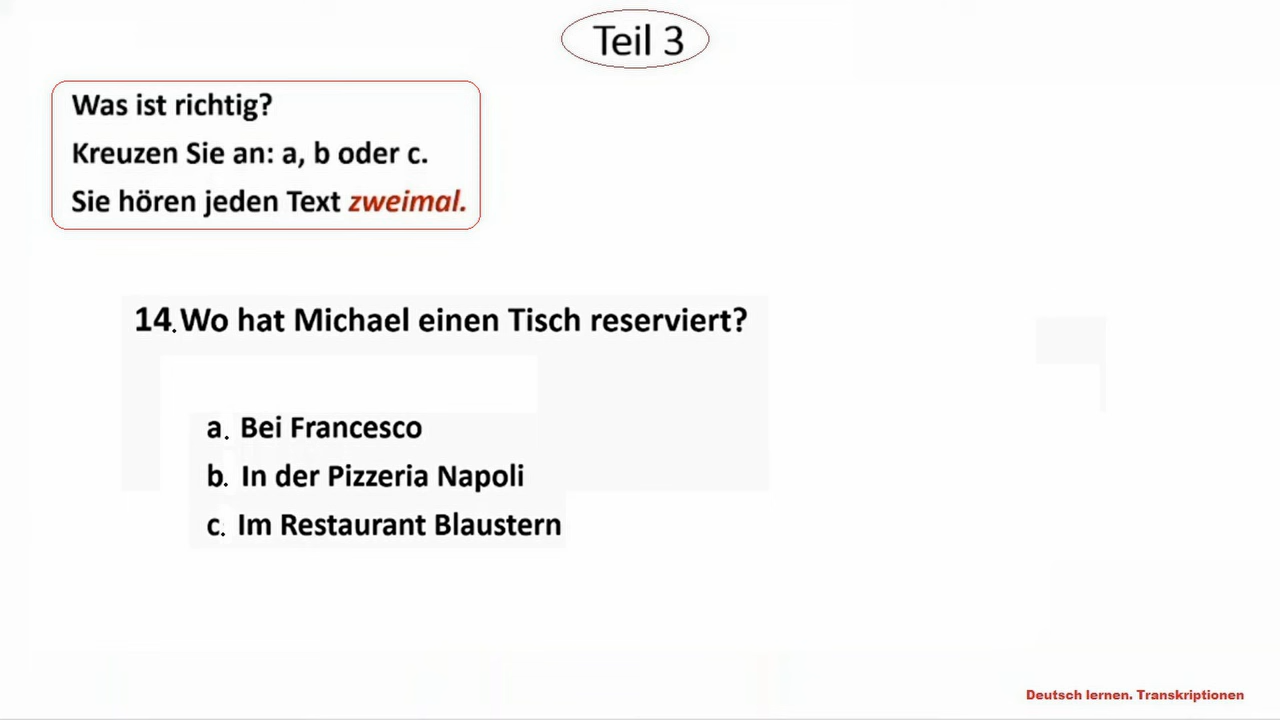 Teil 3
Was ist richtig?
Kreuzen Sie an: a, b oder c.
Sie hören jeden Text zweimal.
14.Wo hat Michael einen Tisch reserviert?
a. Bei Francesco
b. In der Pizzeria Napoli
c. Im Restaurant Blaustern
Deutsch lernen. Transkriptionen